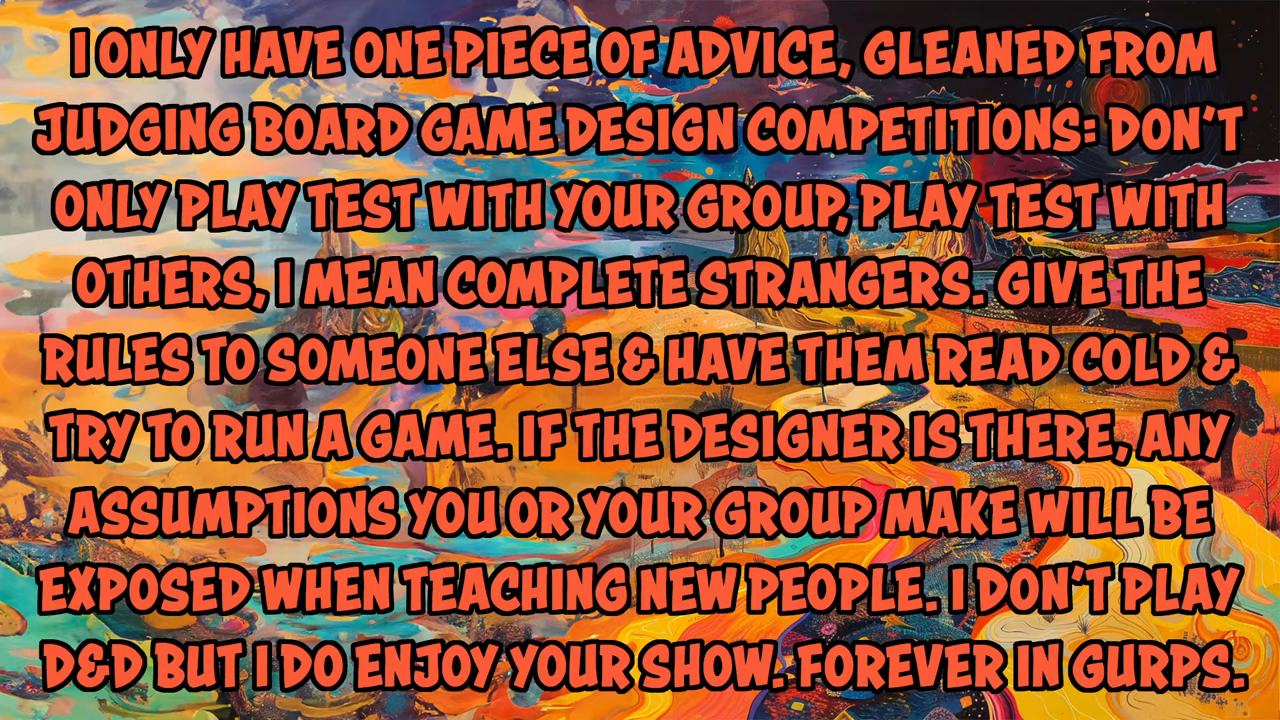 I ONLY HAVE ONE PIECE OF ADVICE, GLEANED FROM
JUDGING BOARD GAME DESIGN COMPETITIONS: DON'T
ONLY PLAY TEST WITH YOUR GROUP, PLAY TEST WITH
OTHERS, I MEAN COMPLETE STRANGERS. GIVE THE
RULES TO SOMEONE ELSE & HAVE THEM READ COLD &
TRY TO RUN A GAME. IF THE DESIGNER IS THERE, ANY
ASSUMPTIONS YOU OR YOUR GROUP MAKE WILL BE
EXPOSED WHEN TEACHING NEW PEOPLE. I DON'T PLAY
D&D BUT I DO ENJOY YOUR SHOW. FOREVER IN GURPS.